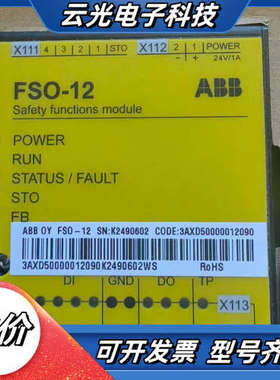 云光电子科技
X111 4 3 2 1 STO X112 2 1 POWER
- + 24V/1A
FSO-12
ABB
Safety functions module
POWER
RUN
STATUS / FAULT
STO
FB
ABB OY FSO-12 SN:K2490602 CODE:3AXD50000012090
3AXD50000012090K2490602WS RoHS
DI GND DO TP
X113
价
可开发票 型号齐